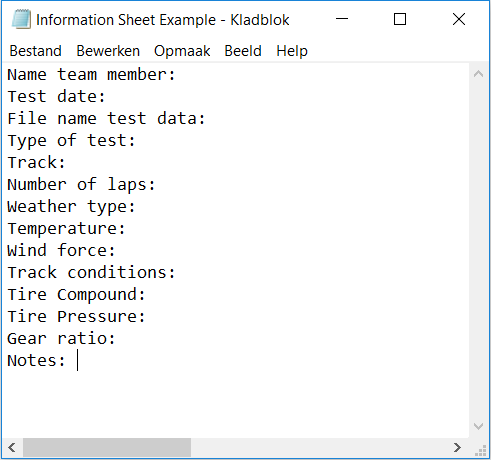 Information Sheet Example - Kladblok
Bestand Bewerken Opmaak Beeld Help
Name team member:
Test date:
File name test data:
Type of test:
Track:
Number of laps:
Weather type:
Temperature:
Wind force:
Track conditions:
Tire Compound:
Tire Pressure:
Gear ratio:
Notes: